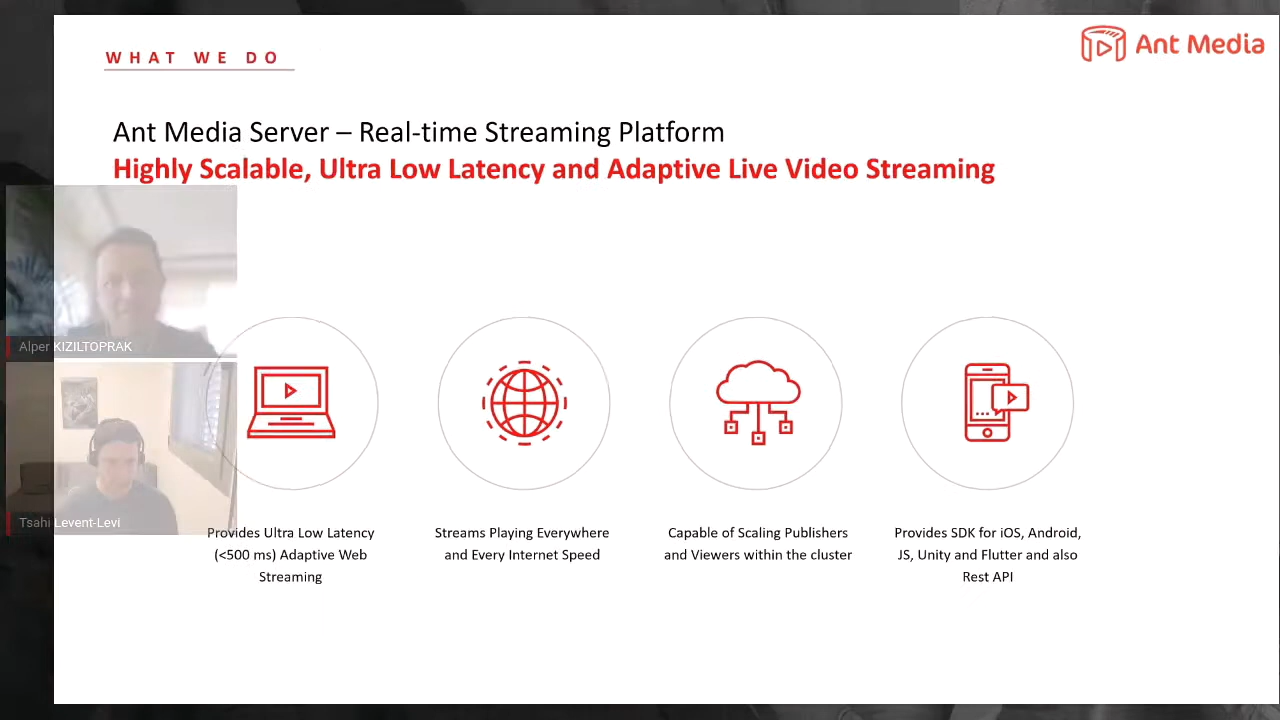 WHAT WE DO
Ant Media
Ant Media Server – Real-time Streaming Platform
Highly Scalable, Ultra Low Latency and Adaptive Live Video Streaming
Alper KIZILTOPRAK
Tsahi Levent-Levi
Provides Ultra Low Latency
(<500 ms) Adaptive Web
Streaming
Streams Playing Everywhere
and Every Internet Speed
Capable of Scaling Publishers
and Viewers within the cluster
Provides SDK for iOS, Android,
JS, Unity and Flutter and also
Rest API